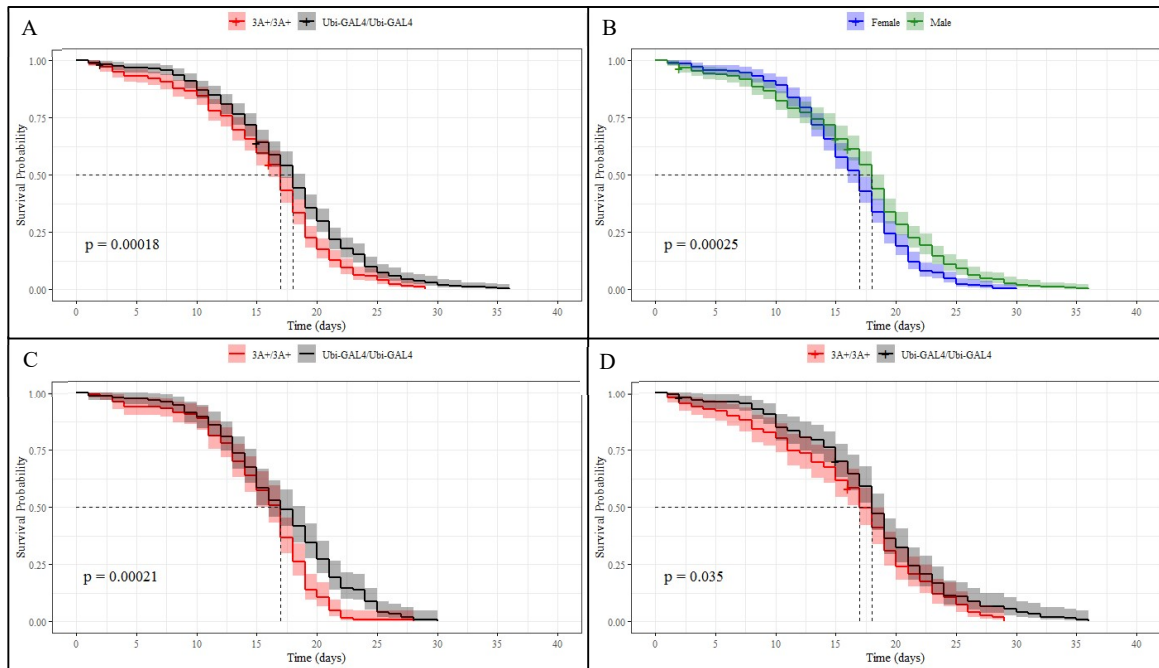 A
3A+/3A+ Ubi-GAL4/Ubi-GAL4
Survival Probability
1.00
0.75
0.50
0.25
0.00
p = 0.00018
0 5 10 15 20 25 30 35 40
Time (days)
B
Female Male
Survival Probability
1.00
0.75
0.50
0.25
0.00
p = 0.00025
0 5 10 15 20 25 30 35 40
Time (days)
C
3A+/3A+ Ubi-GAL4/Ubi-GAL4
Survival Probability
1.00
0.75
0.50
0.25
0.00
p = 0.00021
0 5 10 15 20 25 30 35 40
Time (days)
D
3A+/3A+ Ubi-GAL4/Ubi-GAL4
Survival Probability
1.00
0.75
0.50
0.25
0.00
p = 0.035
0 5 10 15 20 25 30 35 40
Time (days)